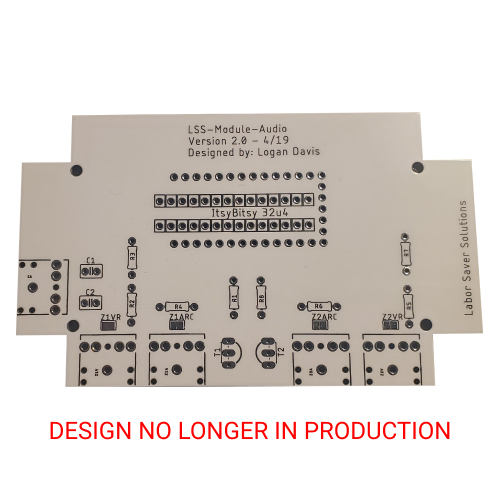 LSS-Module-Audio
Version 2.0 - 4/19
Designed by: Logan Davis
ItsyBitsy 32u4
Labor Saver Solutions
C1
R3
R7
C2
R2
R4
R1
R8
R6
R5
Z1VR
Z1ARC
Z2ARC
Z2VR
T1
T2
DESIGN NO LONGER IN PRODUCTION